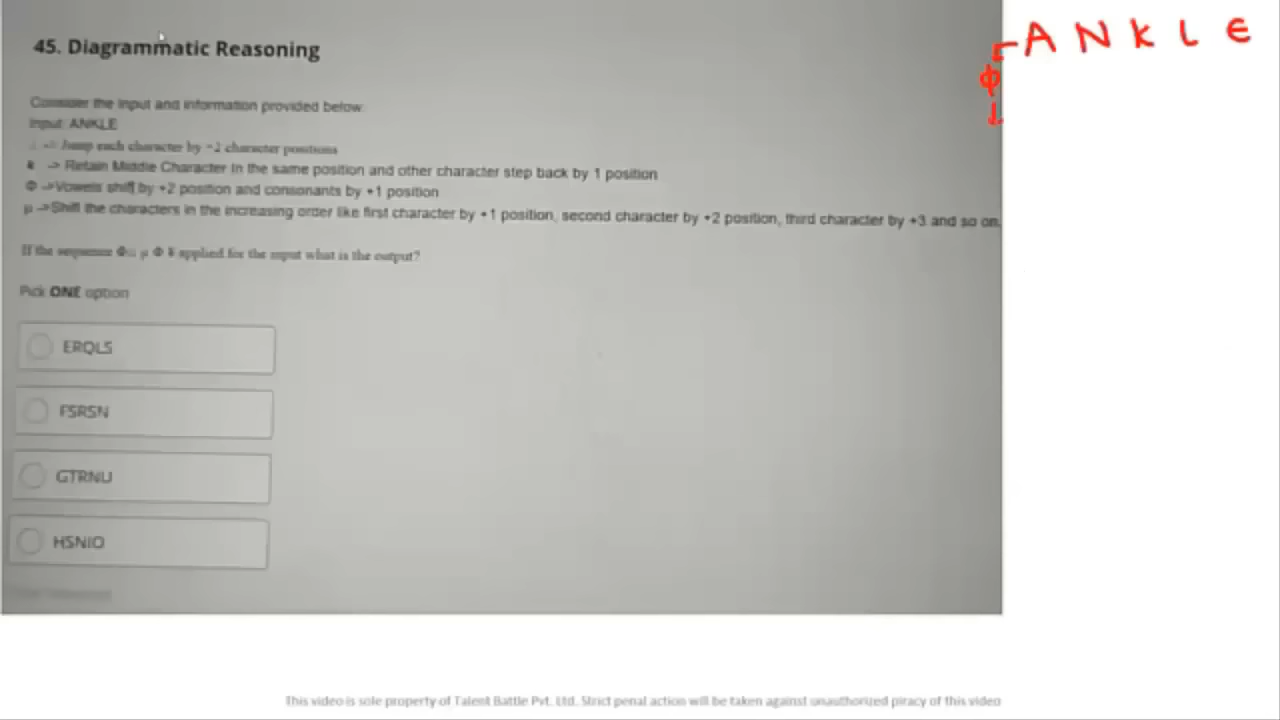 45. Diagrammatic Reasoning
A N K L E
Φ
Consider the input and information provided below:
Input: ANKLE
-> Jump each character by +2 character positions
-> Retain Middle Character in the same position and other character step back by 1 position
Φ ->Vowels shift by +2 position and consonants by +1 position
μ ->Shift the characters in the increasing order like first character by +1 position, second character by +2 position, third character by +3 and so on.
If the sequence Φ μ Φ applied for the input what is the output?
Pick ONE option
ERQLS
FSRSN
GTRNU
HSNIO
This video is sole property of Talent Battle Pvt. Ltd. Strict penal action will be taken against unauthorized piracy of this video